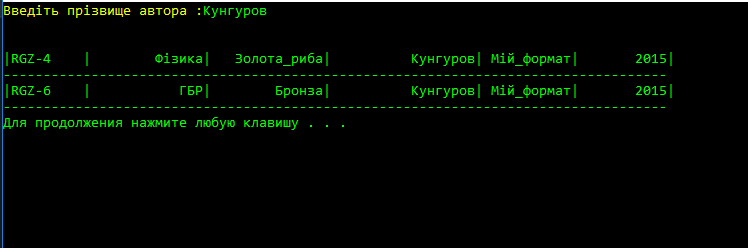 Введіть прізвище автора :Кунгуров
|RGZ-4    |        Фізика|   Золота_риба|          Кунгуров| Мій_формат|       2015|
-----------------------------------------------------------------------------------
|RGZ-6    |           ГБР|        Бронза|          Кунгуров| Мій_формат|       2015|
-----------------------------------------------------------------------------------
Для продолжения нажмите любую клавишу . . .